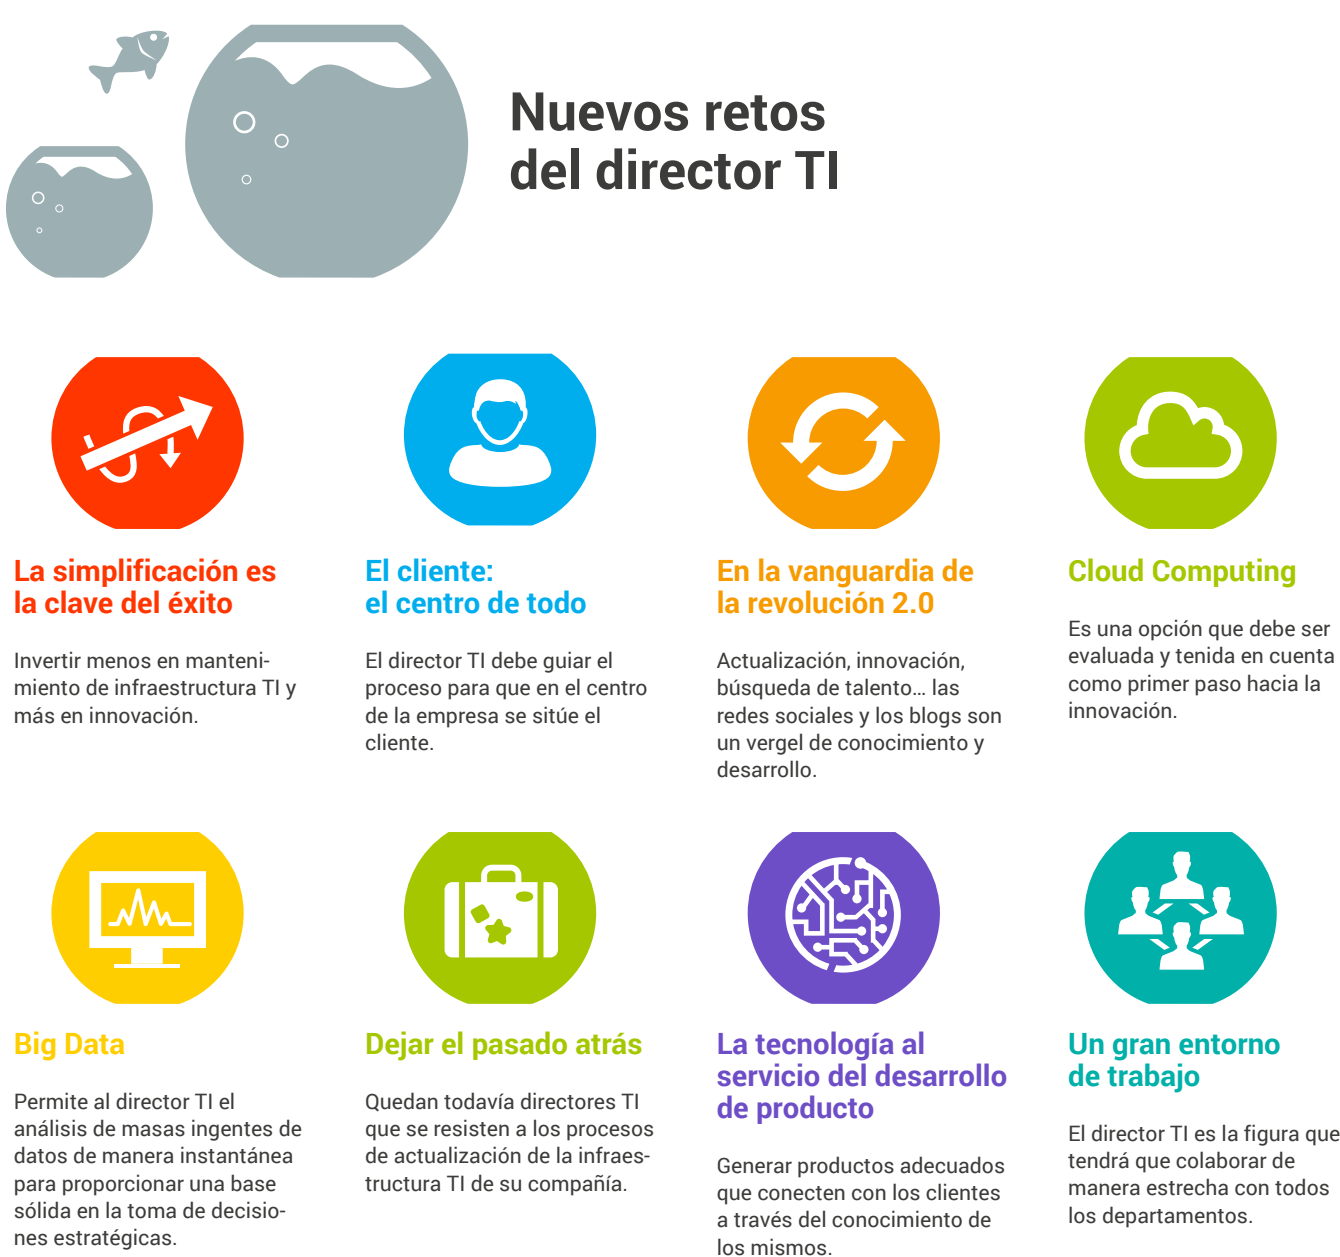 Nuevos retos
del director TI
La simplificación es
la clave del éxito
Invertir menos en manteni-
miento de infraestructura TI y
más en innovación.
El cliente:
el centro de todo
El director TI debe guiar el
proceso para que en el centro
de la empresa se sitúe el
cliente.
En la vanguardia de
la revolución 2.0
Actualización, innovación,
búsqueda de talento… las
redes sociales y los blogs son
un vergel de conocimiento y
desarrollo.
Cloud Computing
Es una opción que debe ser
evaluada y tenida en cuenta
como primer paso hacia la
innovación.
Big Data
Permite al director TI el
análisis de masas ingentes de
datos de manera instantánea
para proporcionar una base
sólida en la toma de decisio-
nes estratégicas.
Dejar el pasado atrás
Quedan todavía directores TI
que se resisten a los procesos
de actualización de la infraes-
tructura TI de su compañía.
La tecnología al
servicio del desarrollo
de producto
Generar productos adecuados
que conecten con los clientes
a través del conocimiento de
los mismos.
Un gran entorno
de trabajo
El director TI es la figura que
tendrá que colaborar de
manera estrecha con todos
los departamentos.